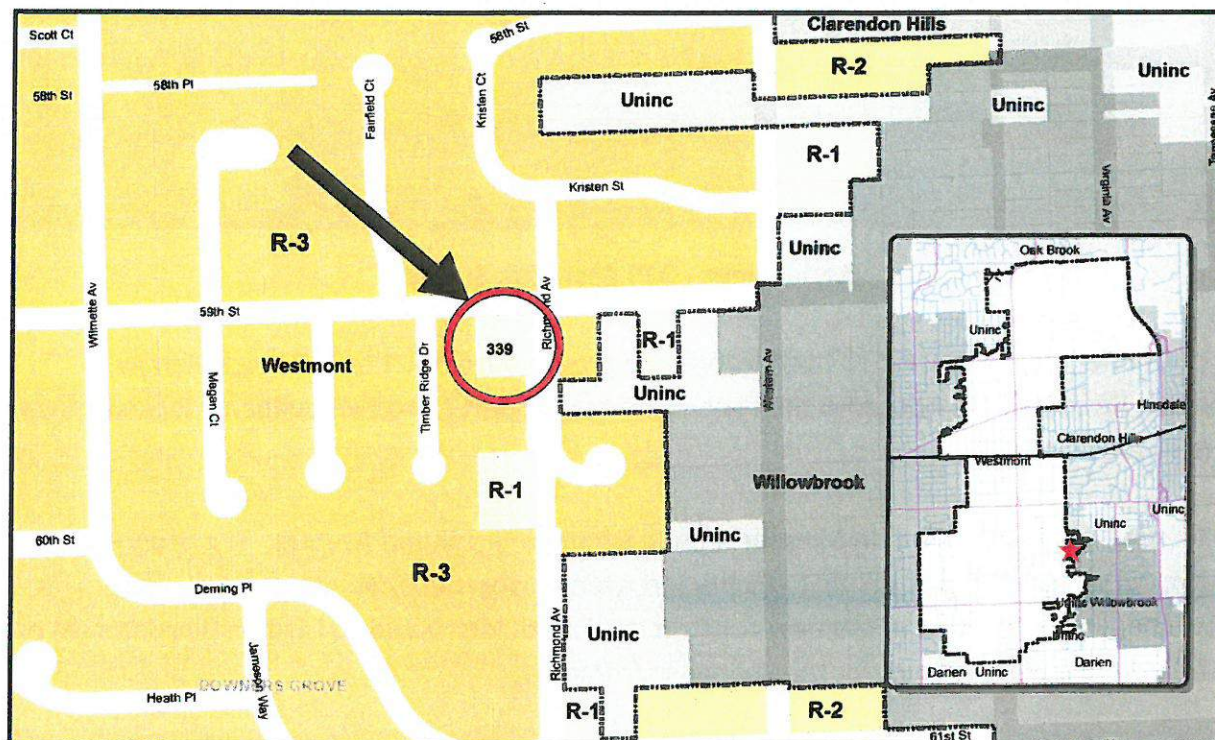 Scott Ct
58th St
58th Pl
Fairfield Ct
Kristen Ct
58th St
Clarendon Hills
R-2
Uninc
Uninc
Uninc
R-1
Kristen St
Virginia Av
R-3
Uninc
Wilmette Av
59th St
339
Richmond Av
R-1
Westmont
Megan Ct
Timber Ridge Dr
Uninc
Western Av
Willowbrook
R-1
Uninc
60th St
R-3
Deming Pl
Uninc
Richmond Av
Jameson Way
DOWNERS GROVE
Heath Pl
R-1
R-2
61st St
Oak Brook
Uninc
Hinsdale
Clarendon Hills
Westmont
Uninc
Uninc
Willowbrook
Uninc
Darien
Uninc
Darien